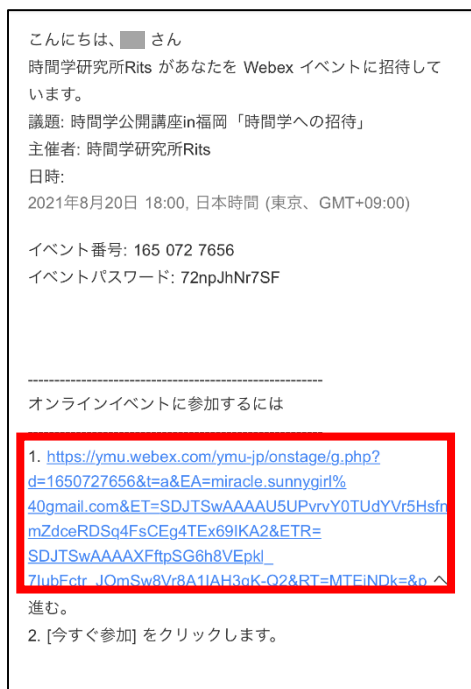 こんにちは、 さん
時間学研究所Rits があなたを Webex イベントに招待して
います。
議題: 時間学公開講座in福岡「時間学への招待」
主催者: 時間学研究所Rits
日時:
2021年8月20日 18:00, 日本時間 (東京、GMT+09:00)
イベント番号: 165 072 7656
イベントパスワード: 72npJhNr7SF
-------------------------------------------------------
オンラインイベントに参加するには
-------------------------------------------------------
1. https://ymu.webex.com/ymu-jp/onstage/g.php?
d=1650727656&t=a&EA=miracle.sunnygirl%
40gmail.com&ET=SDJTSwAAAAU5UPvrvY0TUdYVr5Hsfn
mZdceRDSq4FsCEg4TEx69IKA2&ETR=
SDJTSwAAAAXFftpSG6h8VEpkl_
7IubFctr_JOmSw8Vr8A1IAH3qK-Q2&RT=MTEjNDk=&p へ
進む。
2. [今すぐ参加] をクリックします。